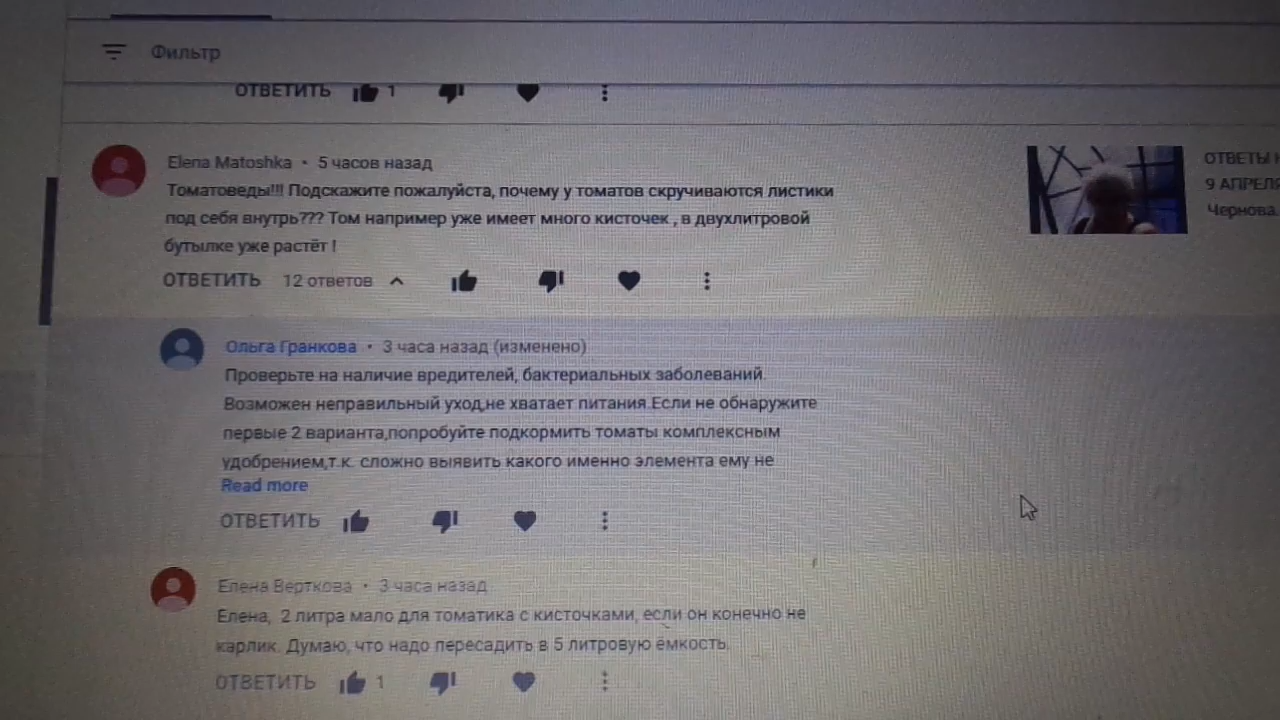 Фильтр
ОТВЕТИТЬ 1
Elena Matoshka • 5 часов назад
Томатоведы!!! Подскажите пожалуйста, почему у томатов скручиваются листики
под себя внутрь??? Том например уже имеет много кисточек , в двухлитровой
бутылке уже растёт !
ОТВЕТИТЬ 12 ответов
ОТВЕТЫ
9 АПРЕЛЯ
Чернова.
Ольга Гранкова • 3 часа назад (изменено)
Проверьте на наличие вредителей, бактериальных заболеваний.
Возможен неправильный уход,не хватает питания.Если не обнаружите
первые 2 варианта,попробуйте подкормить томаты комплексным
удобрением,т.к. сложно выявить какого именно элемента ему не
Read more
ОТВЕТИТЬ
Елена Верткова • 3 часа назад
Елена, 2 литра мало для томатика с кисточками, если он конечно не
карлик. Думаю, что надо пересадить в 5 литровую ёмкость.
ОТВЕТИТЬ 1